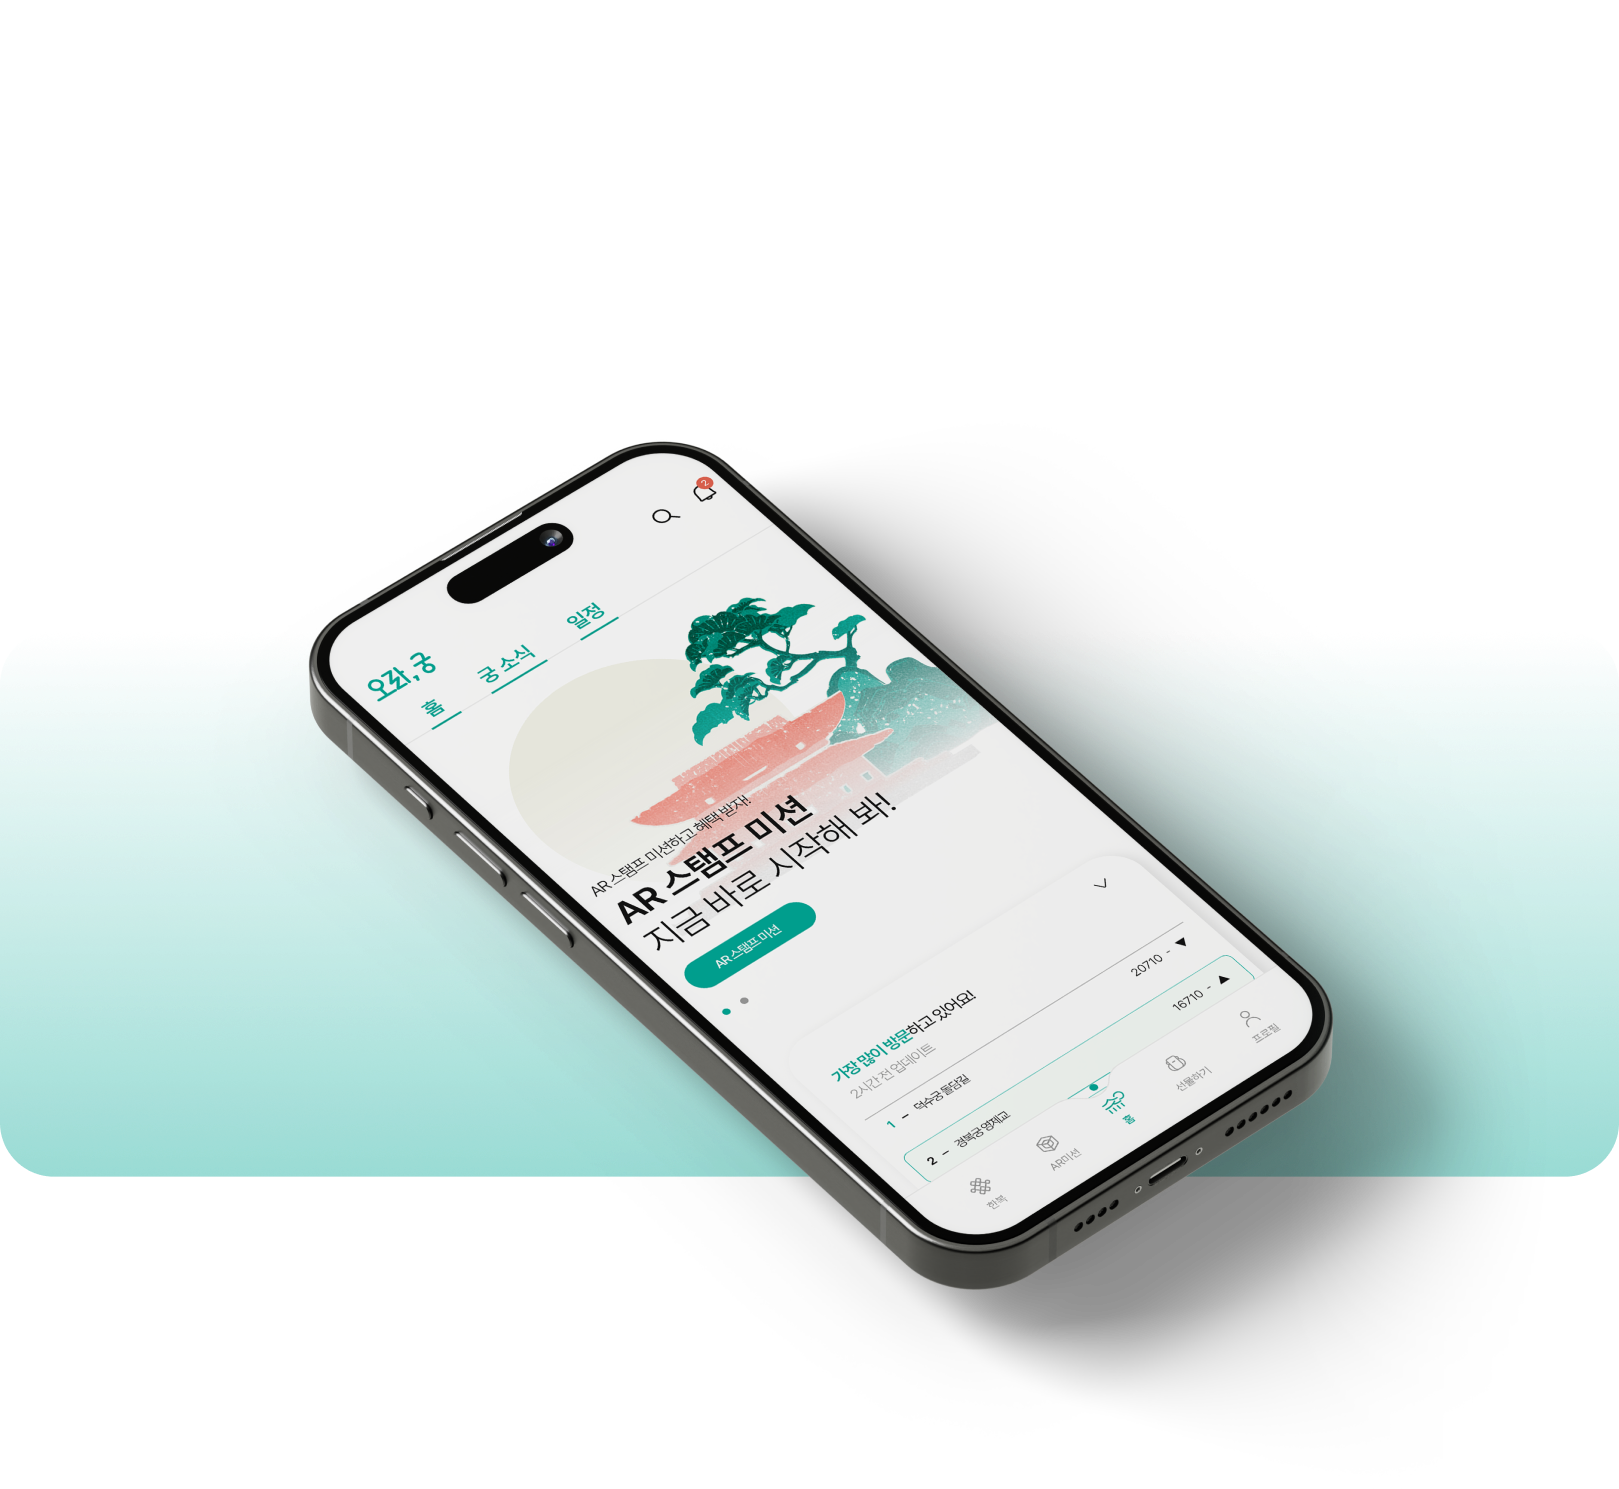 2
오롸, 궁
홈 궁 소식 일정
AR 스탬프 미션하고 혜택 받자!
AR 스탬프 미션
지금 바로 시작해 봐!
AR 스탬프 미션
가장 많이 방문하고 있어요!
2시간 전 업데이트
1 – 덕수궁 돌담길 20710 - ▼
2 – 경복궁 영제교 16710 - ▲
한복 AR미션 홈 선물하기 프로필